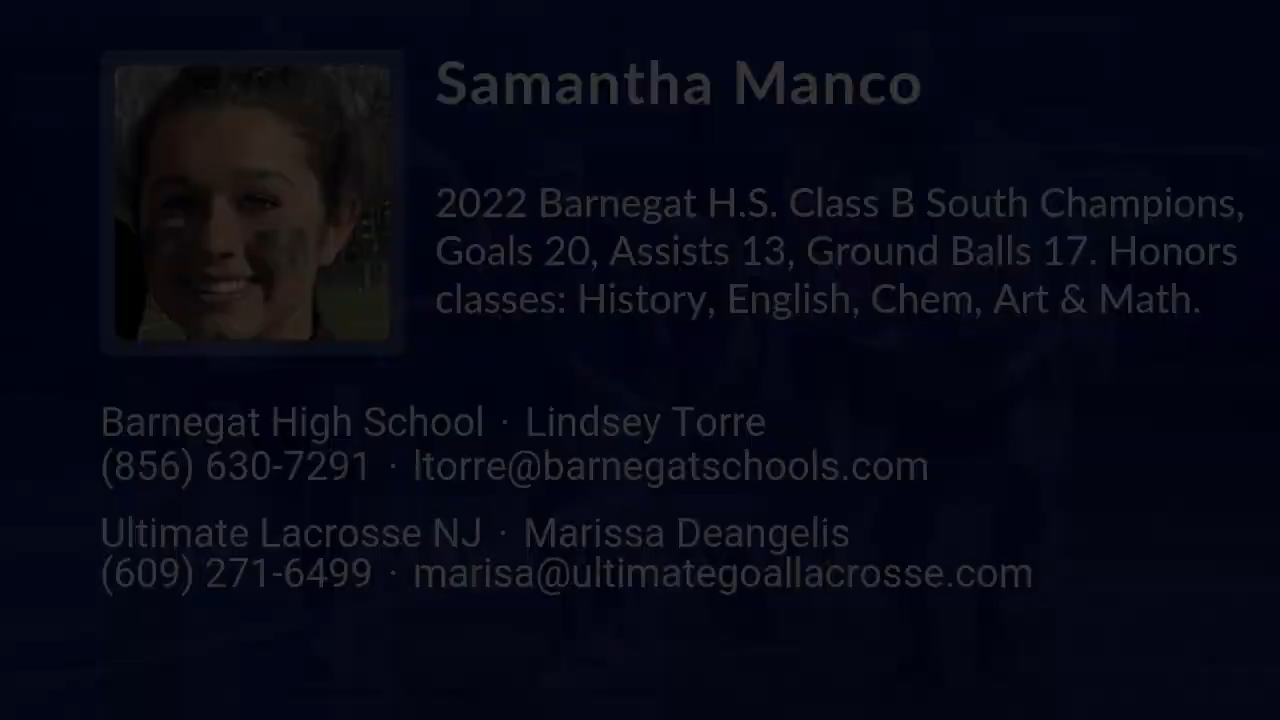 Samantha Manco
2022 Barnegat H.S. Class B South Champions,
Goals 20, Assists 13, Ground Balls 17. Honors
classes: History, English, Chem, Art & Math.
Barnegat High School · Lindsey Torre
(856) 630-7291 · ltorre@barnegatschools.com
Ultimate Lacrosse NJ · Marissa Deangelis
(609) 271-6499 · marisa@ultimategoallacrosse.com